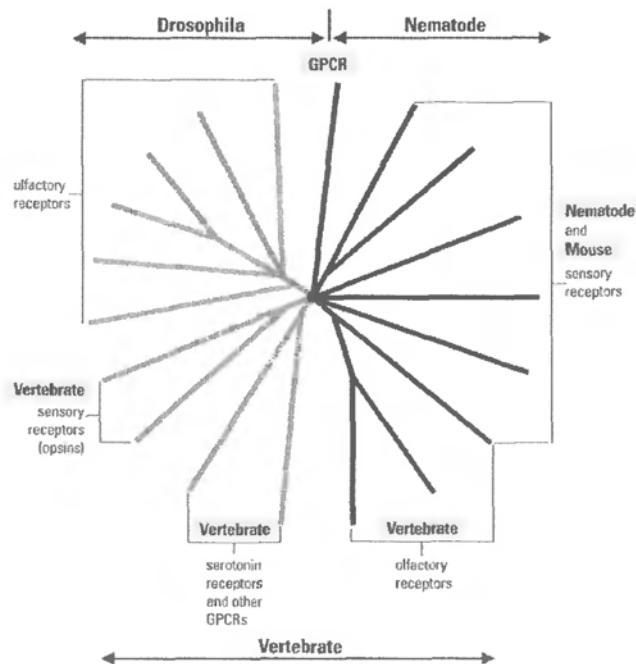 Drosophila
Nematode
GPCR
olfactory
receptors
Nematode
and
Mouse
sensory
receptors
Vertebrate
sensory
receptors
(opsins)
Vertebrate
serotonin
receptors
and other
GPCRs
Vertebrate
olfactory
receptors
Vertebrate